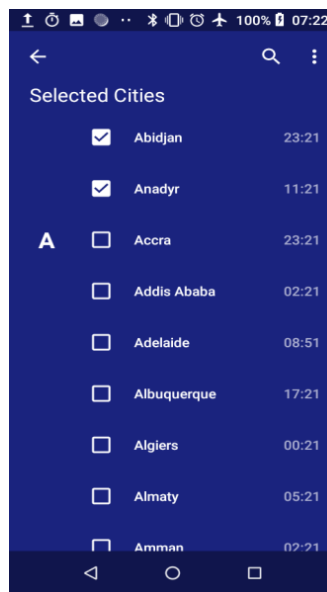 100% 07:22
Selected Cities
Abidjan 23:21
Anadyr 11:21
A Accra 23:21
Addis Ababa 02:21
Adelaide 08:51
Albuquerque 17:21
Algiers 00:21
Almaty 05:21
Amman 02:21